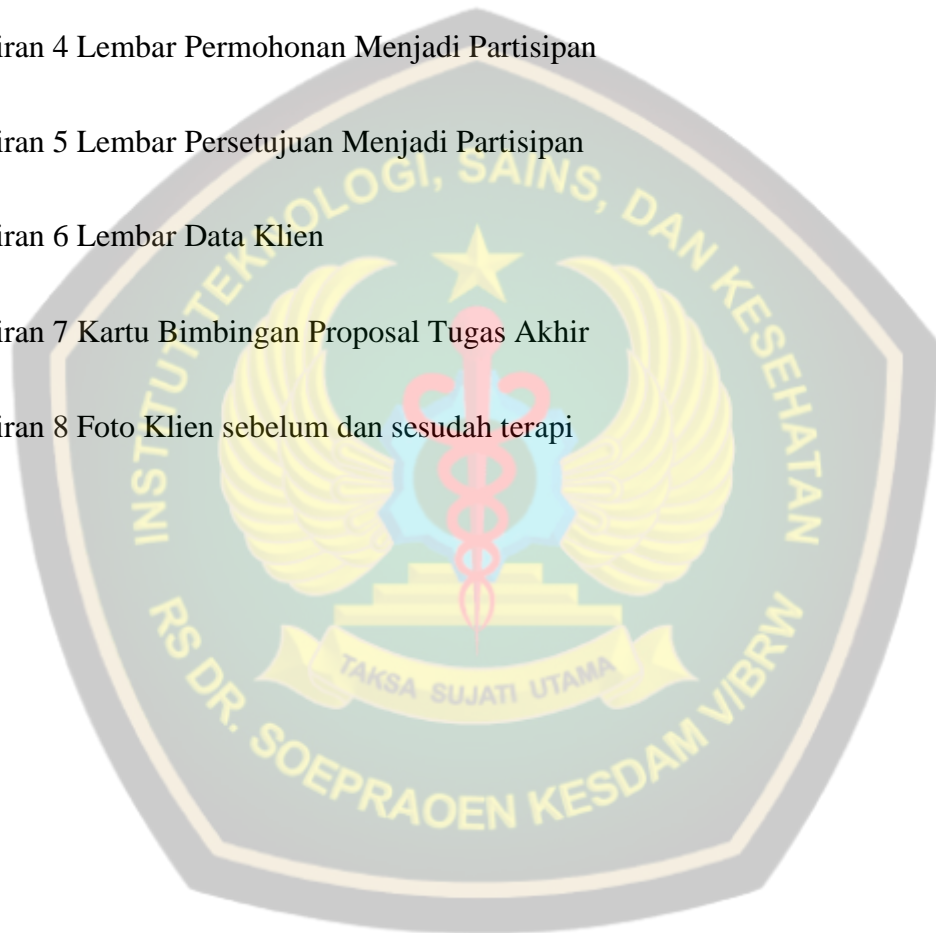 iran 4 Lembar Permohonan Menjadi Partisipan
iran 5 Lembar Persetujuan Menjadi Partisipan
iran 6 Lembar Data Klien
iran 7 Kartu Bimbingan Proposal Tugas Akhir
iran 8 Foto Klien sebelum dan sesudah terapi
INSTITUT TEKNOLOGI, SAINS, DAN KESEHATAN
TAKSA SUJATI UTAMA
RS DR. SOEPRAOEN KESDAM V/BRW